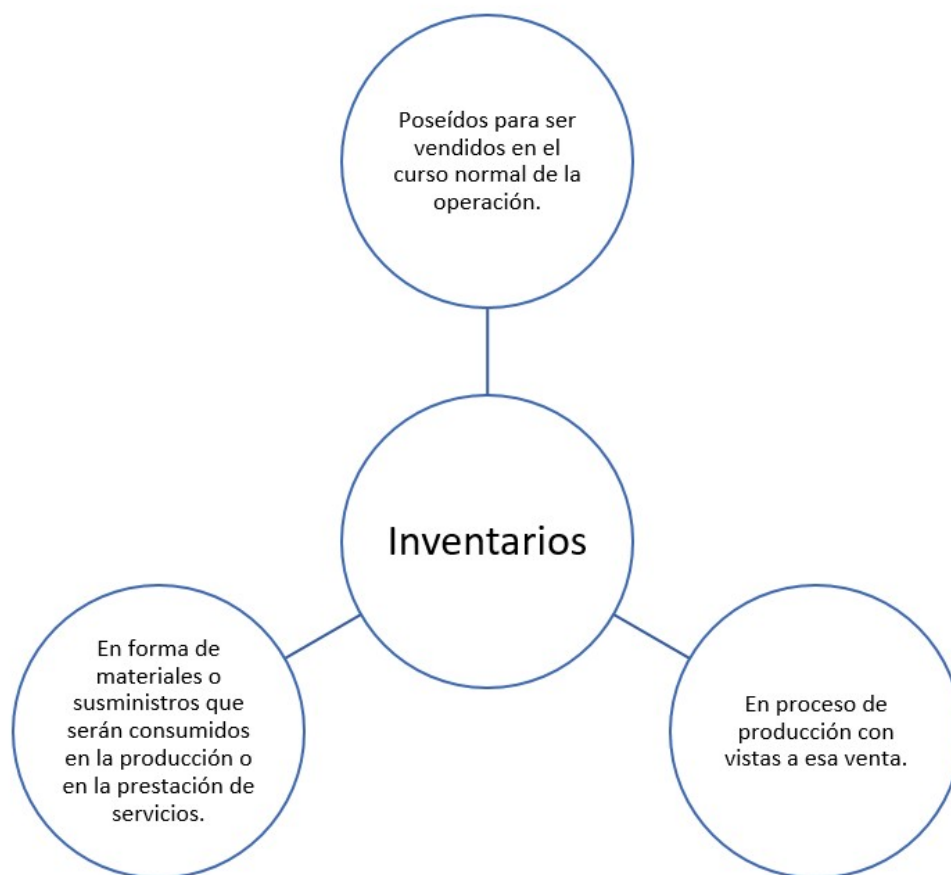 Poseídos para ser
vendidos en el
curso normal de la
operación.
Inventarios
En forma de
materiales o
susministros que
serán consumidos
en la producción o
en la prestación de
servicios.
En proceso de
producción con
vistas a esa venta.